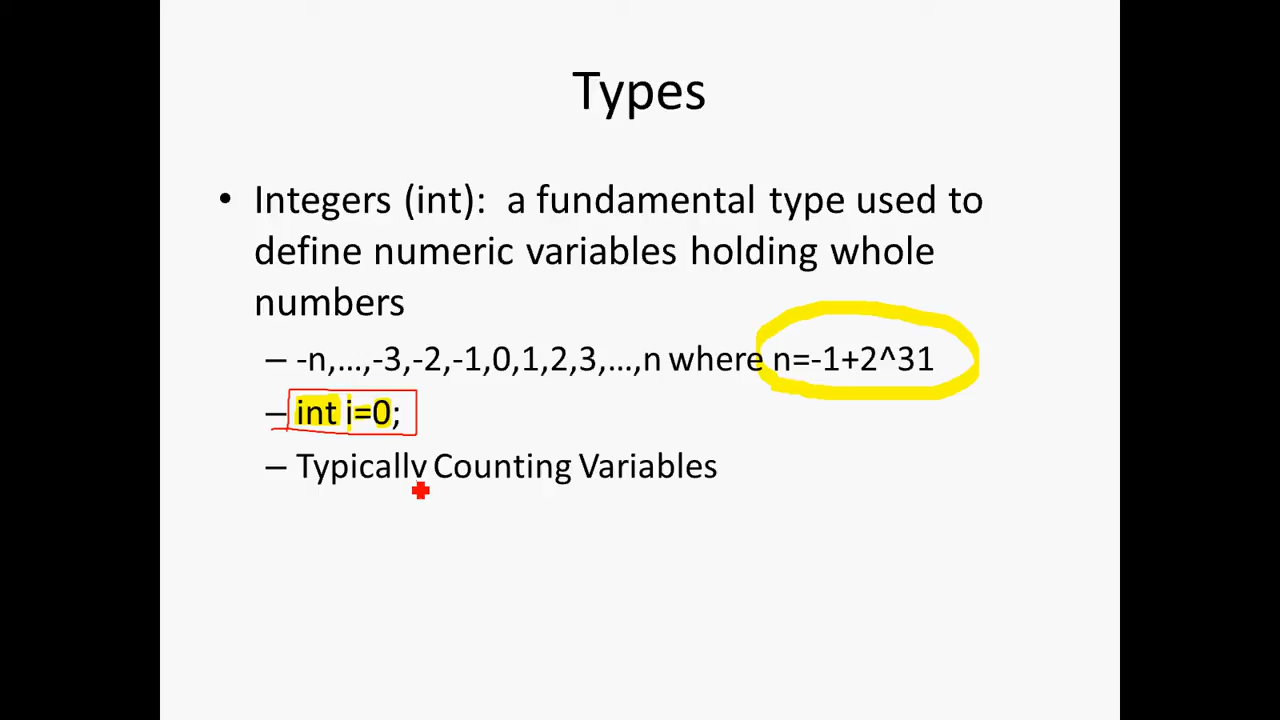 Types
• Integers (int): a fundamental type used to
define numeric variables holding whole
numbers
– -n,…,-3,-2,-1,0,1,2,3,…,n where n=-1+2^31
– int i=0;
– Typically Counting Variables